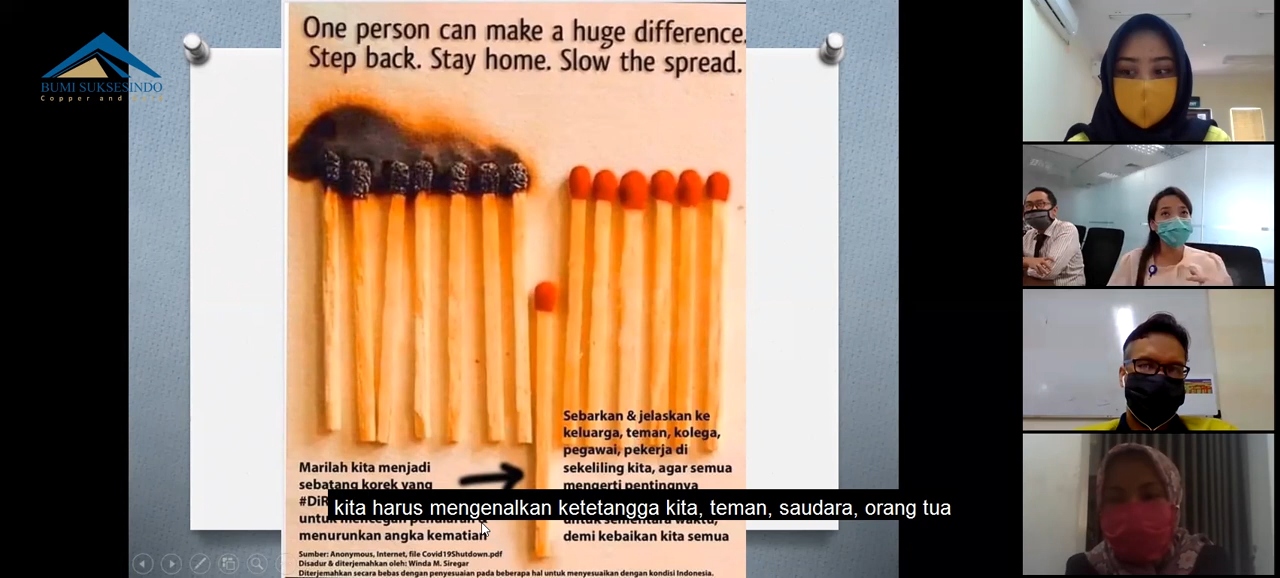 One person can make a huge difference.
Step back. Stay home. Slow the spread.
BUMI SUKSESINDO
Copper and
Sebarkan & jelaskan ke
keluarga, teman, kolega,
pegawai, pekerja di
sekeliling kita, agar semua
mengerti pentingnya
untuk sementara waktu,
demi kebaikan kita semua
Marilah kita menjadi
sebatang korek yang
menurunkan angka kematian
kita harus mengenalkan ketetangga kita, teman, saudara, orang tua
Sumber: Anonymous, Internet, file Covid19Shutdown.pdf
Disadur & diterjemahkan oleh: Winda M. Siregar
Diterjemahkan secara bebas dengan penyesuaian pada beberapa hal untuk menyesuaikan dengan kondisi Indonesia.